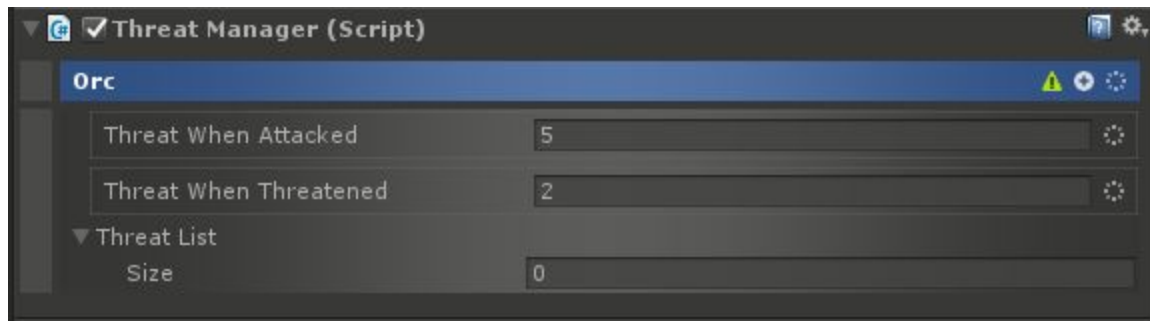 Threat Manager (Script)
Orc
Threat When Attacked 5
Threat When Threatened 2
Threat List
Size 0